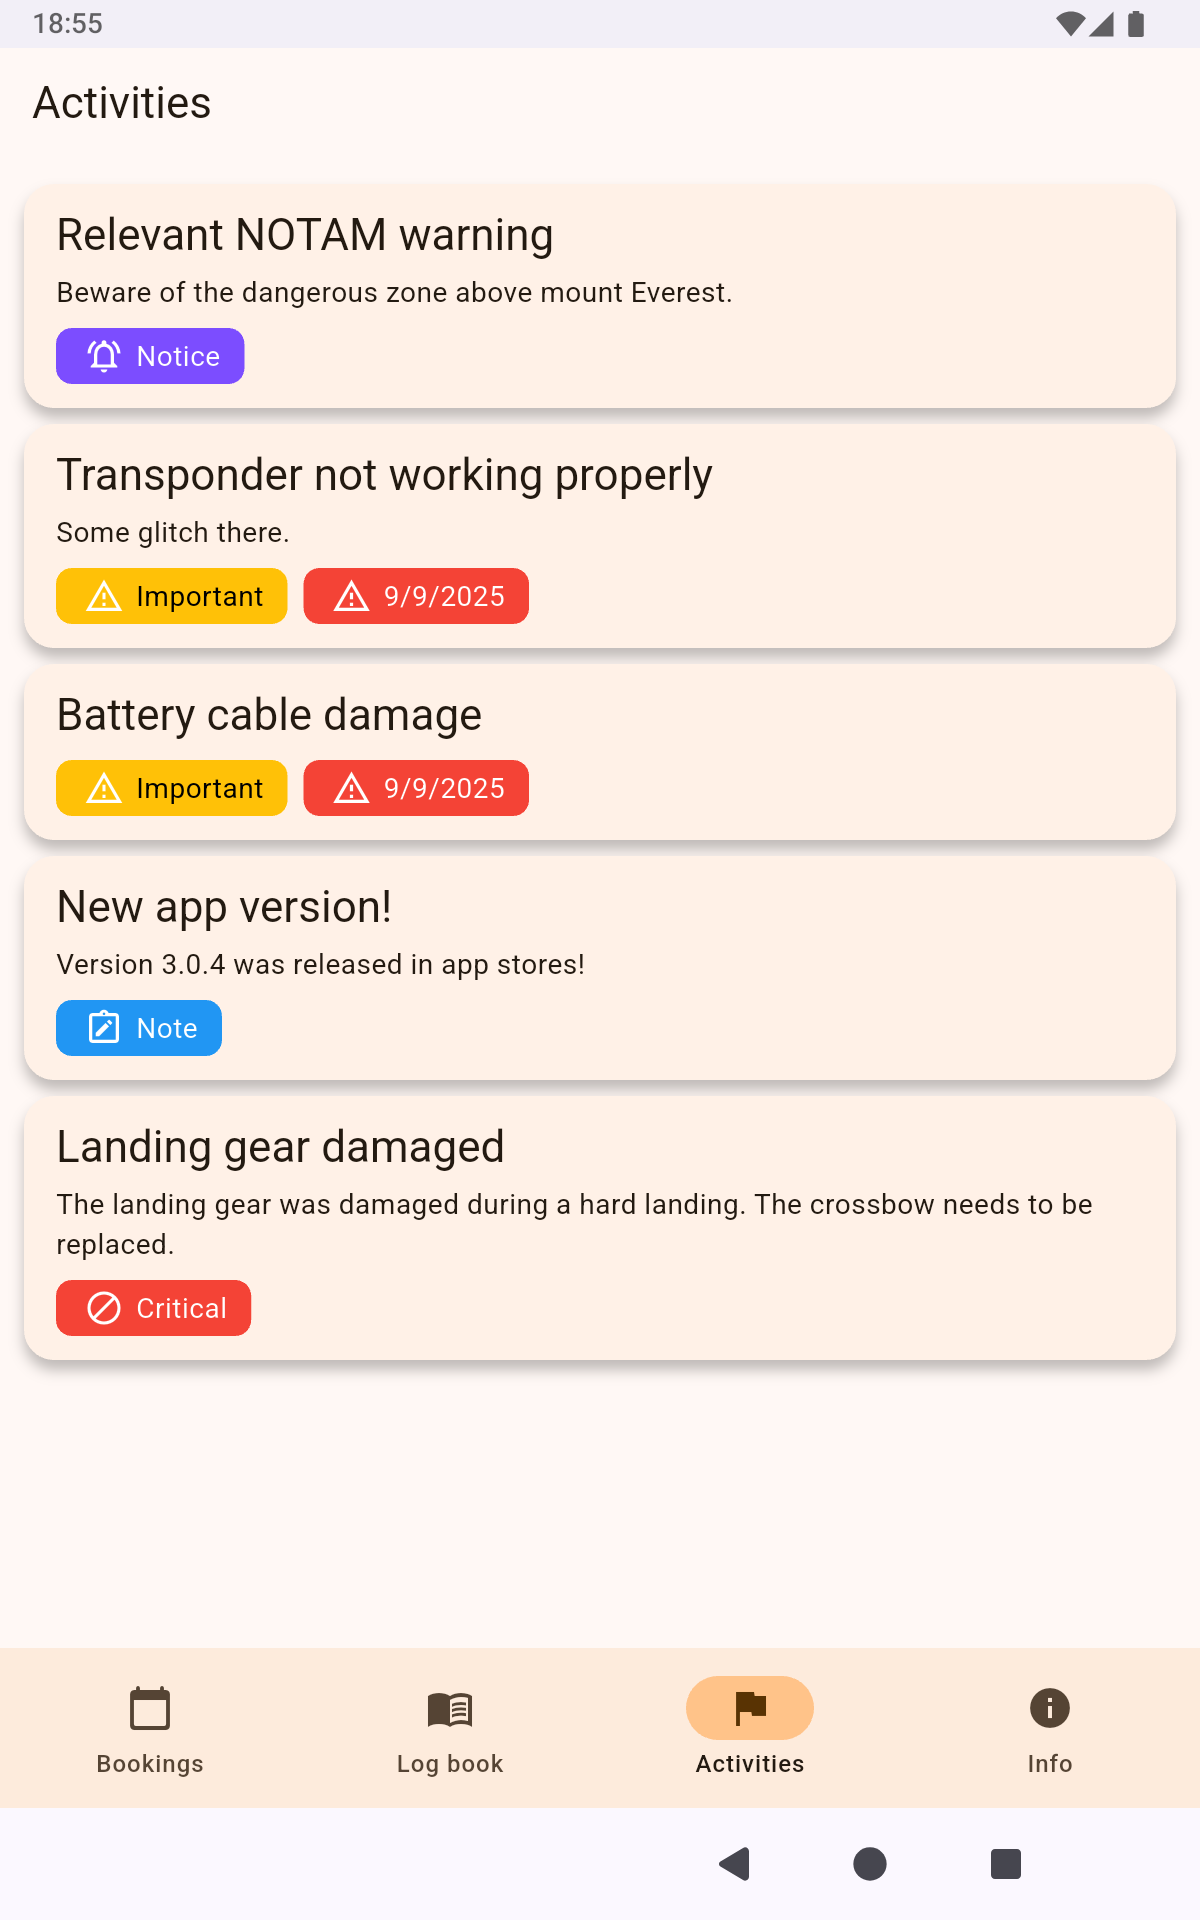 18:55
Activities
Relevant NOTAM warning
Beware of the dangerous zone above mount Everest.
Notice
Transponder not working properly
Some glitch there.
Important 9/9/2025
Battery cable damage
Important 9/9/2025
New app version!
Version 3.0.4 was released in app stores!
Note
Landing gear damaged
The landing gear was damaged during a hard landing. The crossbow needs to be
replaced.
Critical
Bookings Log book Activities Info